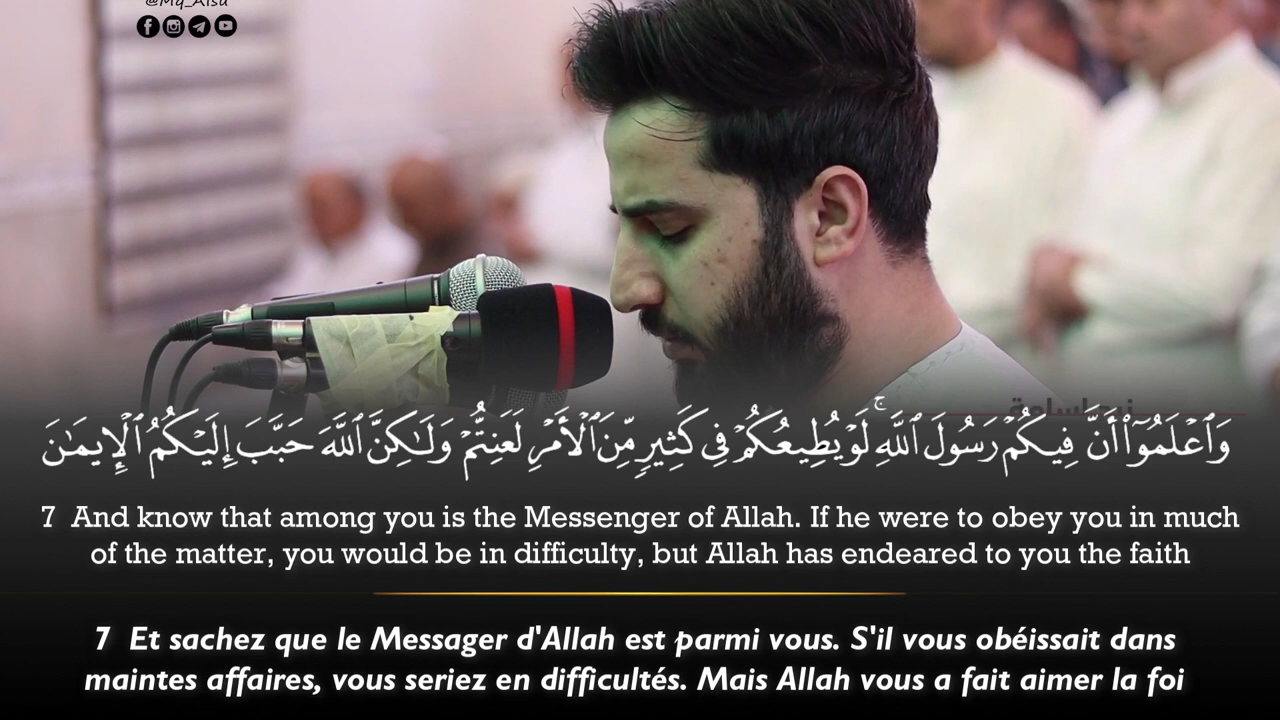 @My_Alsd
وَٱعْلَمُوٓا۟ أَنَّ فِيكُمْ رَسُولَ ٱللَّهِ ۚ لَوْ يُطِيعُكُمْ فِى كَثِيرٍ مِّنَ ٱلْأَمْرِ لَعَنِتُّمْ وَلَـٰكِنَّ ٱللَّهَ حَبَّبَ إِلَيْكُمُ ٱلْإِيمَـٰنَ
7 And know that among you is the Messenger of Allah. If he were to obey you in much
of the matter, you would be in difficulty, but Allah has endeared to you the faith
7 Et sachez que le Messager d'Allah est parmi vous. S'il vous obéissait dans
maintes affaires, vous seriez en difficultés. Mais Allah vous a fait aimer la foi